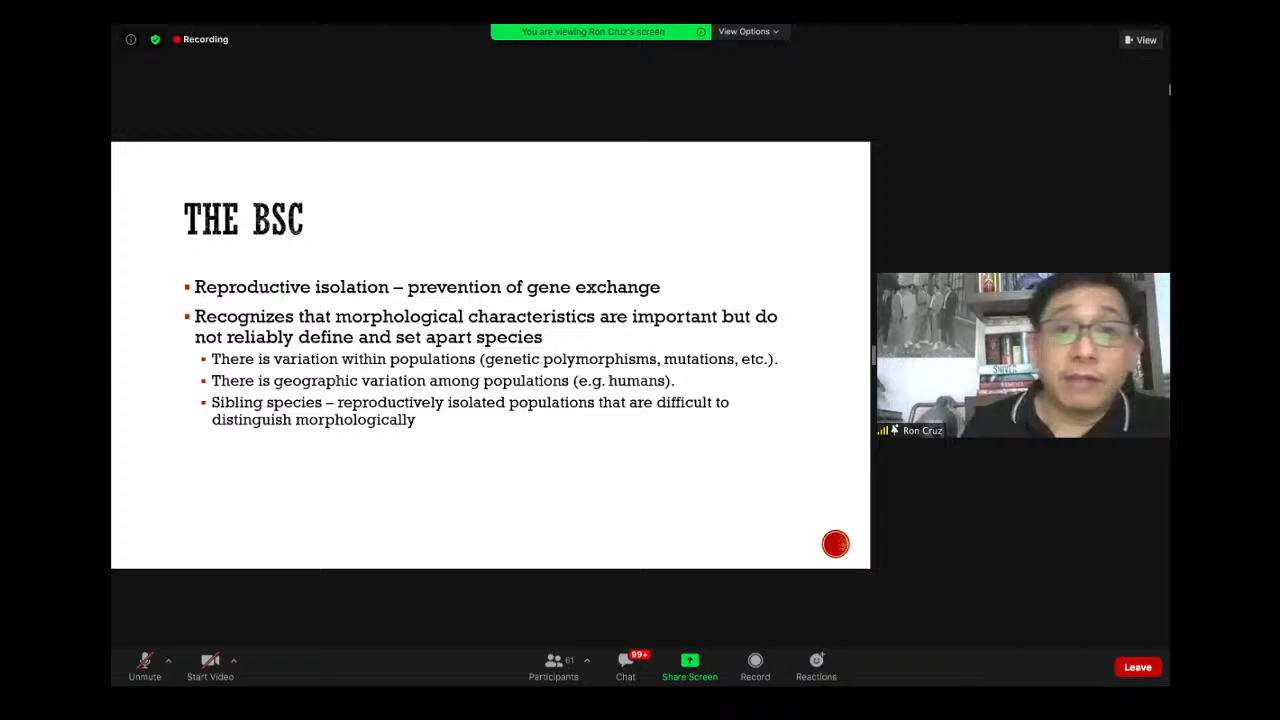 Recording
You are viewing Ron Cruz's screen
View Options
View
THE BSC
Reproductive isolation – prevention of gene exchange
Recognizes that morphological characteristics are important but do
not reliably define and set apart species
There is variation within populations (genetic polymorphisms, mutations, etc.).
There is geographic variation among populations (e.g. humans).
Sibling species – reproductively isolated populations that are difficult to
distinguish morphologically
Ron Cruz
Unmute
Start Video
61
Participants
99+
Chat
Share Screen
Record
Reactions
Leave